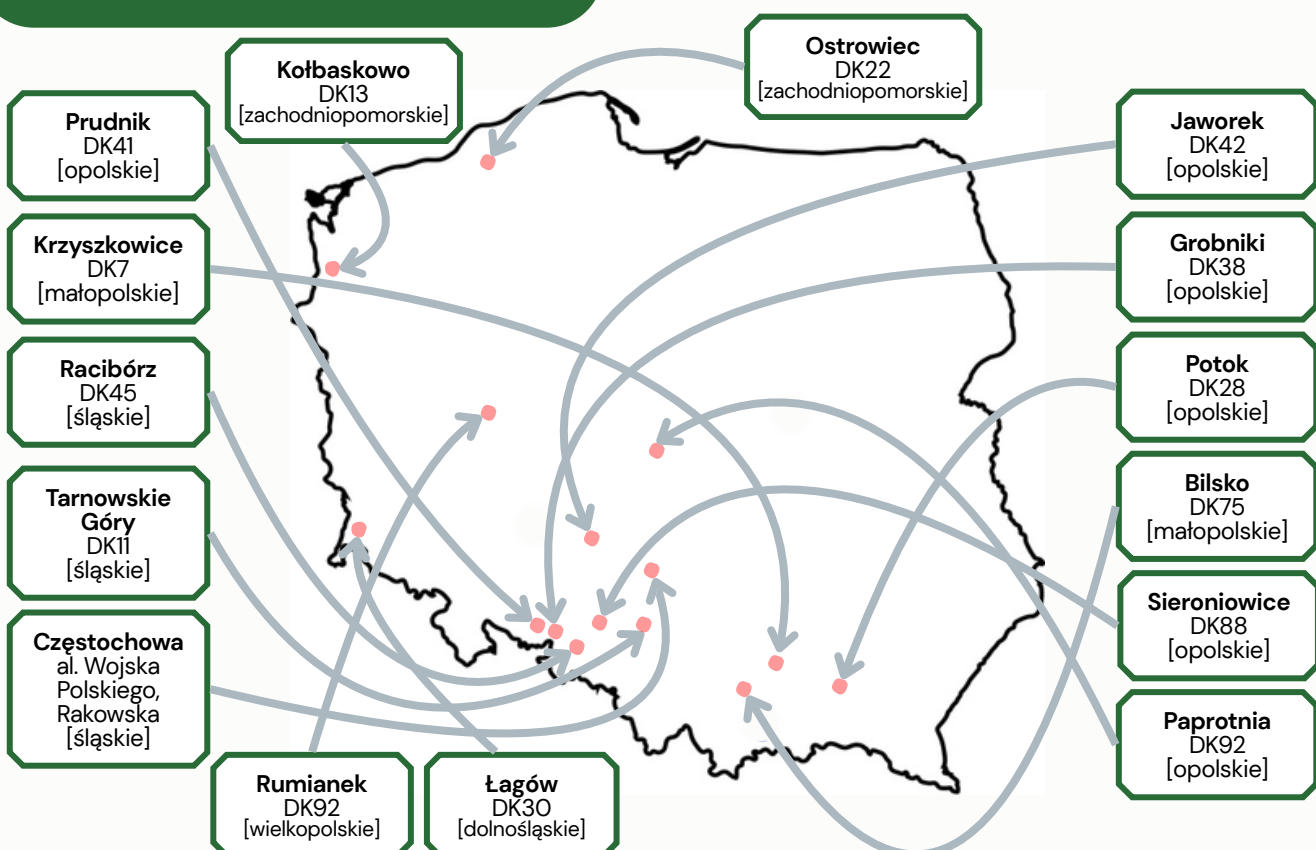 Ostrowiec
DK22
[zachodniopomorskie]
Kołbaskowo
DK13
[zachodniopomorskie]
Prudnik
DK41
[opolskie]
Jaworek
DK42
[opolskie]
Krzyszkowice
DK7
[małopolskie]
Grobniki
DK38
[opolskie]
Racibórz
DK45
[śląskie]
Potok
DK28
[opolskie]
Tarnowskie
Góry
DK11
[śląskie]
Bilsko
DK75
[małopolskie]
Sieroniowice
DK88
[opolskie]
Częstochowa
al. Wojska
Polskiego,
Rakowska
[śląskie]
Paprotnia
DK92
[opolskie]
Rumianek
DK92
[wielkopolskie]
Łagów
DK30
[dolnośląskie]